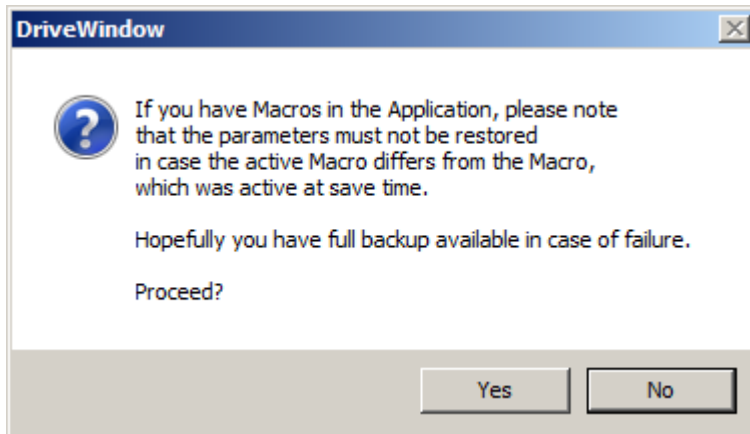 DriveWindow
If you have Macros in the Application, please note
that the parameters must not be restored
in case the active Macro differs from the Macro,
which was active at save time.
Hopefully you have full backup available in case of failure.
Proceed?
Yes
No